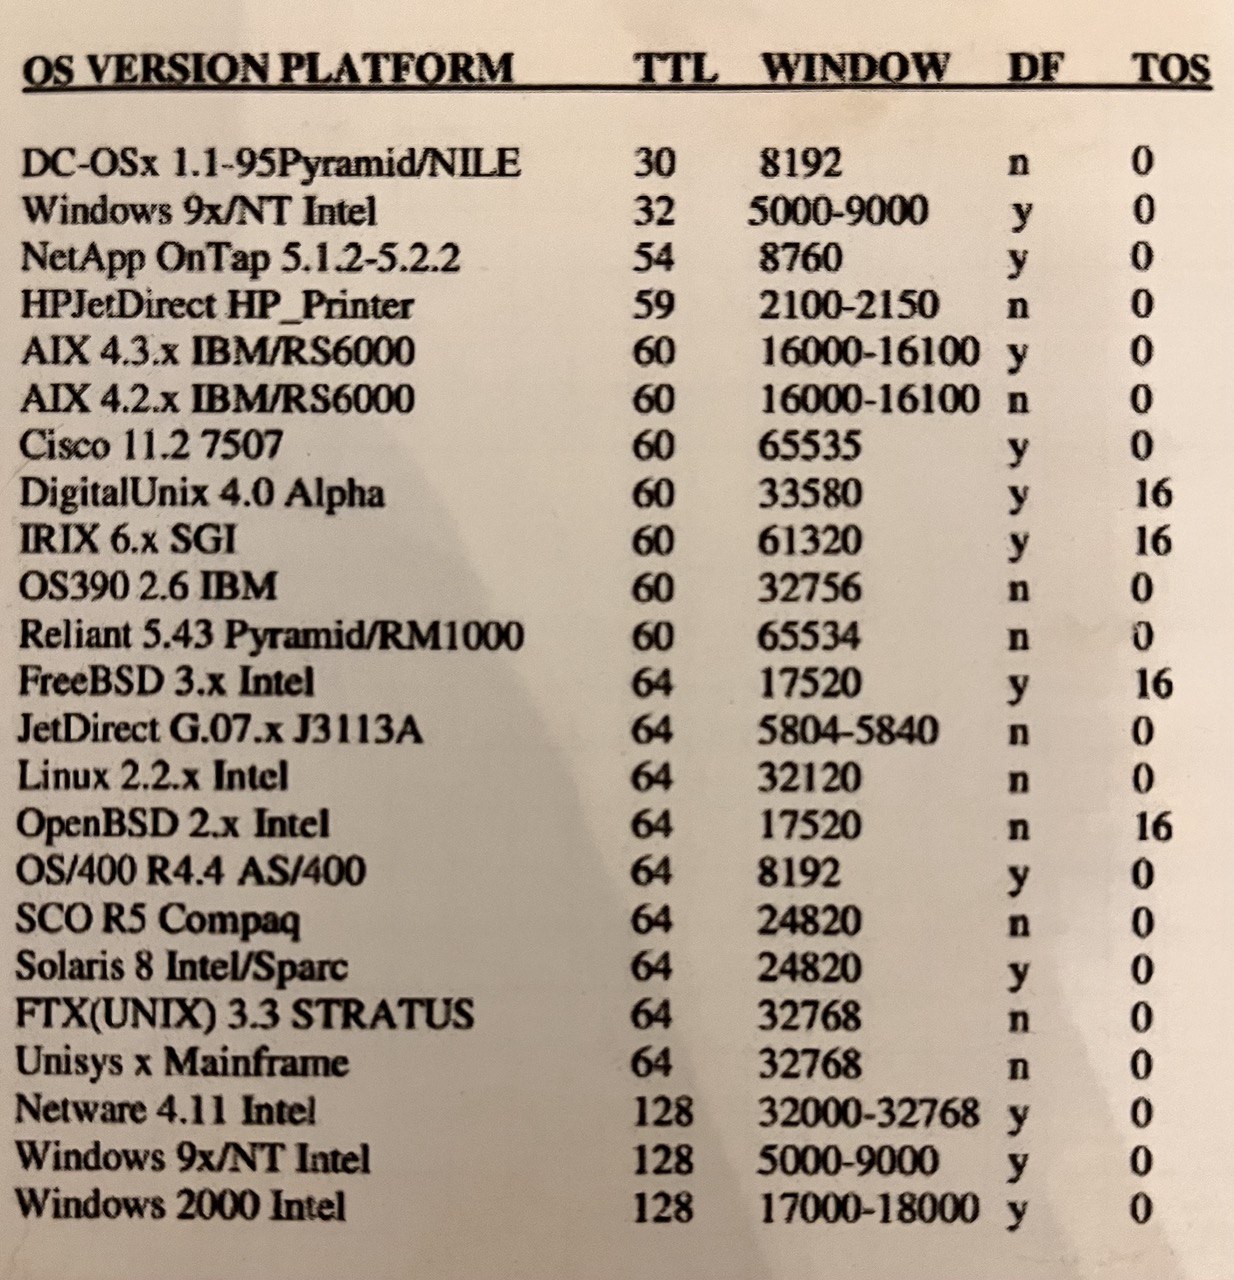 OS VERSION PLATFORM TTL WINDOW DF TOS
DC-OSx 1.1-95Pyramid/NILE 30 8192 n 0
Windows 9x/NT Intel 32 5000-9000 y 0
NetApp OnTap 5.1.2-5.2.2 54 8760 y 0
HPJetDirect HP_Printer 59 2100-2150 n 0
AIX 4.3.x IBM/RS6000 60 16000-16100 y 0
AIX 4.2.x IBM/RS6000 60 16000-16100 n 0
Cisco 11.2 7507 60 65535 y 0
DigitalUnix 4.0 Alpha 60 33580 y 16
IRIX 6.x SGI 60 61320 y 16
OS390 2.6 IBM 60 32756 n 0
Reliant 5.43 Pyramid/RM1000 60 65534 n 0
FreeBSD 3.x Intel 64 17520 y 16
JetDirect G.07.x J3113A 64 5804-5840 n 0
Linux 2.2.x Intel 64 32120 n 0
OpenBSD 2.x Intel 64 17520 n 16
OS/400 R4.4 AS/400 64 8192 y 0
SCO R5 Compaq 64 24820 n 0
Solaris 8 Intel/Sparc 64 24820 y 0
FTX(UNIX) 3.3 STRATUS 64 32768 n 0
Unisys x Mainframe 64 32768 n 0
Netware 4.11 Intel 128 32000-32768 y 0
Windows 9x/NT Intel 128 5000-9000 y 0
Windows 2000 Intel 128 17000-18000 y 0